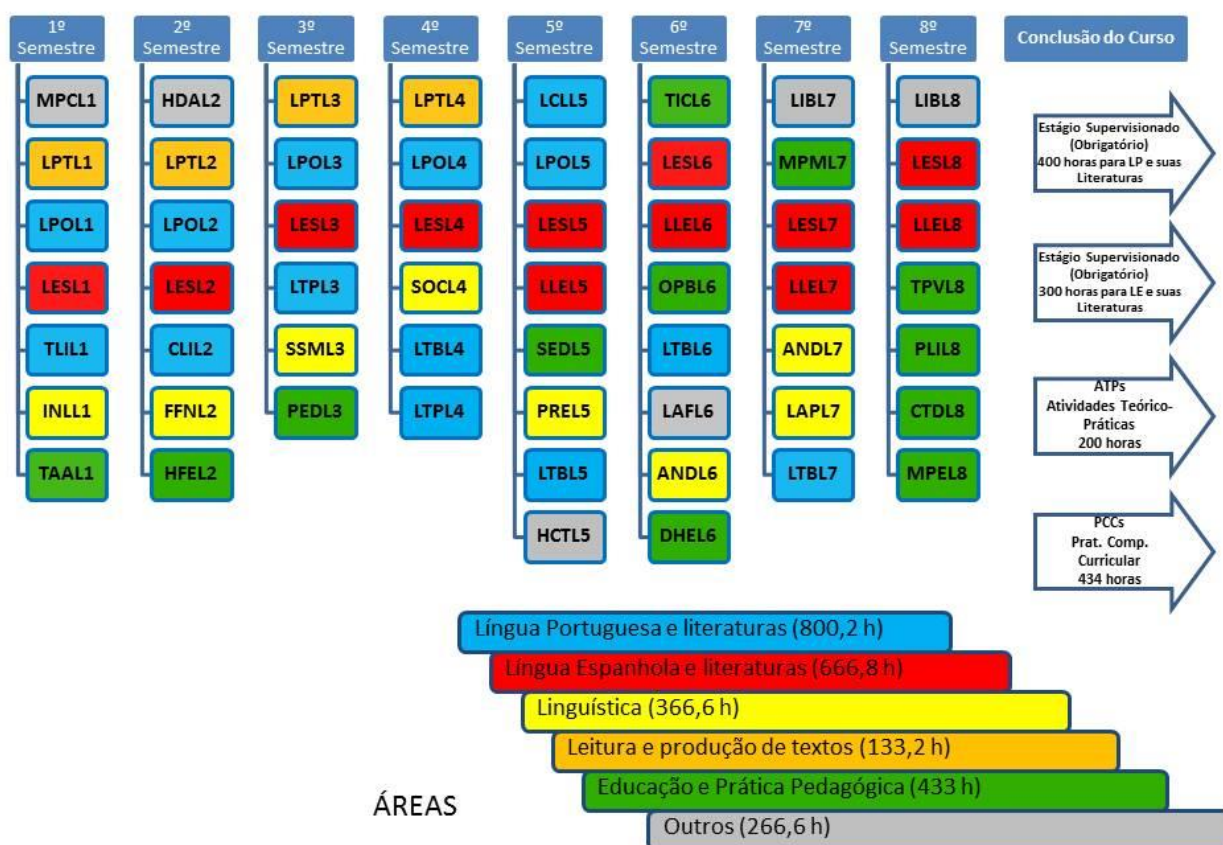 1º
Semestre
2º
Semestre
3º
Semestre
4º
Semestre
5º
Semestre
6º
Semestre
7º
Semestre
8º
Semestre
Conclusão do Curso
MPCL1
LPTL1
LPOL1
LESL1
TLIL1
INLL1
TAAL1
HDAL2
LPTL2
LPOL2
LESL2
CLIL2
FFNL2
HFEL2
LPTL3
LPOL3
LESL3
LTPL3
SSML3
PEDL3
LPTL4
LPOL4
LESL4
SOCL4
LTBL4
LTPL4
LCLL5
LPOL5
LESL5
LLEL5
SEDL5
PREL5
LTBL5
HCTL5
TICL6
LESL6
LLEL6
OPBL6
LTBL6
LAFL6
ANDL6
DHEL6
LIBL7
MPML7
LESL7
LLEL7
ANDL7
LAPL7
LTBL7
LIBL8
LESL8
LLEL8
TPVL8
PLIL8
CTDL8
MPEL8
Estágio Supervisionado
(Obrigatório)
400 horas para LP e suas
Literaturas
Estágio Supervisionado
(Obrigatório)
300 horas para LE e suas
Literaturas
ATPs
Atividades Teórico-
Práticas
200 horas
PCCs
Prat. Comp.
Curricular
434 horas
Língua Portuguesa e literaturas (800,2 h)
Língua Espanhola e literaturas (666,8 h)
Linguística (366,6 h)
Leitura e produção de textos (133,2 h)
Educação e Prática Pedagógica (433 h)
Outros (266,6 h)
ÁREAS